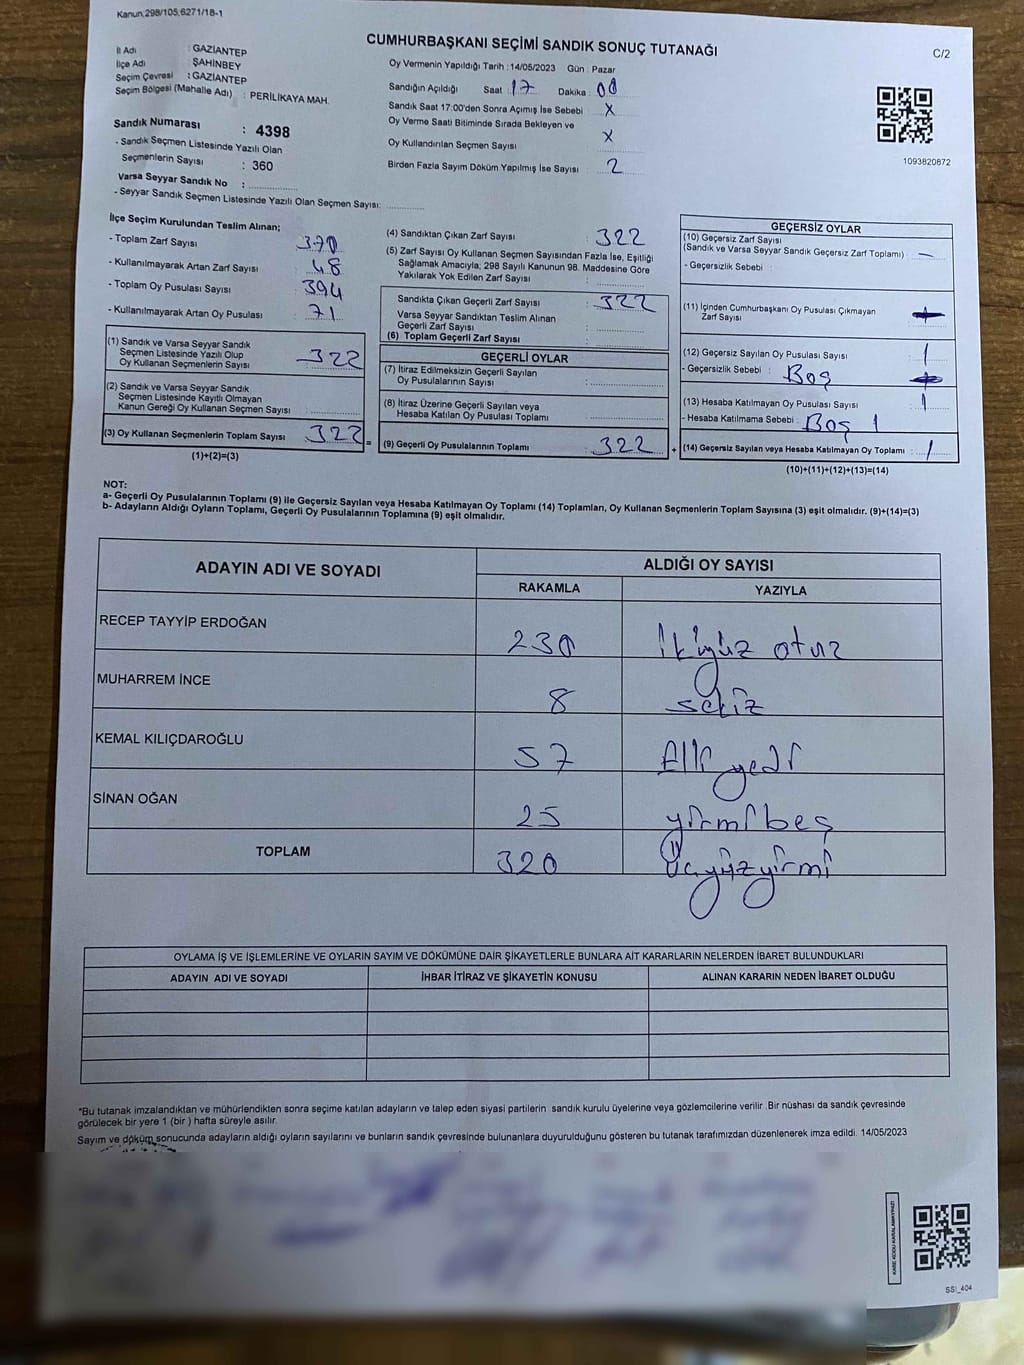 Kanun,298/105,6271/18-1
CUMHURBAŞKANI SEÇİMİ SANDIK SONUÇ TUTANAĞI
C/2
İl Adı : GAZİANTEP
İlçe Adı : ŞAHİNBEY
Seçim Çevresi : GAZİANTEP
Seçim Bölgesi (Mahalle Adı) : PERİLİKAYA MAH.
Sandık Numarası : 4398
- Sandık Seçmen Listesinde Yazılı Olan
Seçmenlerin Sayısı : 360
Varsa Seyyar Sandık No :
- Seyyar Sandık Seçmen Listesinde Yazılı Olan Seçmen Sayısı:
Oy Vermenin Yapıldığı Tarih :14/05/2023 Gün : Pazar
Sandığın Açıldığı Saat : 17 Dakika : 00
Sandık Saat 17:00'den Sonra Açımış İse Sebebi : X
Oy Verme Saati Bitiminde Sırada Bekleyen ve
Oy Kullandırılan Seçmen Sayısı : X
Birden Fazla Sayım Döküm Yapılmış İse Sayısı : 2
1093820872
İlçe Seçim Kurulundan Teslim Alınan;
- Toplam Zarf Sayısı : 370
- Kullanılmayarak Artan Zarf Sayısı : 48
- Toplam Oy Pusulası Sayısı : 394
- Kullanılmayarak Artan Oy Pusulası : 71
(1) Sandık ve Varsa Seyyar Sandık
Seçmen Listesinde Yazılı Olup
Oy Kullanan Seçmenlerin Sayısı : 322
(2) Sandık ve Varsa Seyyar Sandık
Seçmen Listesinde Kayıtlı Olmayan
Kanun Gereği Oy Kullanan Seçmen Sayısı :
(3) Oy Kullanan Seçmenlerin Toplam Sayısı : 322
(1)+(2)=(3)
=
(4) Sandıktan Çıkan Zarf Sayısı : 322
(5) Zarf Sayısı Oy Kullanan Seçmen Sayısından Fazla İse, Eşitliği
Sağlamak Amacıyla; 298 Sayılı Kanunun 98. Maddesine Göre
Yakılarak Yok Edilen Zarf Sayısı :
Sandıkta Çıkan Geçerli Zarf Sayısı : 322
Varsa Seyyar Sandıktan Teslim Alınan
Geçerli Zarf Sayısı :
(6) Toplam Geçerli Zarf Sayısı :
GEÇERLİ OYLAR
(7) İtiraz Edilmeksizin Geçerli Sayılan
Oy Pusulalarının Sayısı :
(8) İtiraz Üzerine Geçerli Sayılan veya
Hesaba Katılan Oy Pusulası Toplamı :
(9) Geçerli Oy Pusulalarının Toplamı : 322
+
GEÇERSİZ OYLAR
(10) Geçersiz Zarf Sayısı
(Sandık ve Varsa Seyyar Sandık Geçersiz Zarf Toplamı) : –
- Geçersizlik Sebebi :
(11) İçinden Cumhurbaşkanı Oy Pusulası Çıkmayan
Zarf Sayısı :
(12) Geçersiz Sayılan Oy Pusulası Sayısı : 1
- Geçersizlik Sebebi : Boş
(13) Hesaba Katılmayan Oy Pusulası Sayısı : 1
- Hesaba Katılmama Sebebi : Boş 1
(14) Geçersiz Sayılan veya Hesaba Katılmayan Oy Toplamı : 1
(10)+(11)+(12)+(13)=(14)
NOT:
a- Geçerli Oy Pusulalarının Toplamı (9) ile Geçersiz Sayılan veya Hesaba Katılmayan Oy Toplamı (14) Toplamları, Oy Kullanan Seçmenlerin Toplam Sayısına (3) eşit olmalıdır. (9)+(14)=(3)
b- Adayların Aldığı Oyların Toplamı, Geçerli Oy Pusulalarının Toplamına (9) eşit olmalıdır.
ADAYIN ADI VE SOYADI
ALDIĞI OY SAYISI
RAKAMLA YAZIYLA
RECEP TAYYİP ERDOĞAN 230 İkiyüz otuz
MUHARREM İNCE 8 sekiz
KEMAL KILIÇDAROĞLU 57 Elli yedi
SİNAN OĞAN 25 yirmi beş
TOPLAM 320 Üçyüzyirmi
OYLAMA İŞ VE İŞLEMLERİNE VE OYLARIN SAYIM VE DÖKÜMÜNE DAİR ŞİKAYETLERLE BUNLARA AİT KARARLARIN NELERDEN İBARET BULUNDUKLARI
ADAYIN ADI VE SOYADI İHBAR İTİRAZ VE ŞİKAYETİN KONUSU ALINAN KARARIN NEDEN İBARET OLDUĞU
*Bu tutanak imzalandıktan ve mühürlendikten sonra seçime katılan adayların ve talep eden siyasi partilerin sandık kurulu üyelerine veya gözlemcilerine verilir .Bir nüshası da sandık çevresinde
görülecek bir yere 1 (bir ) hafta süreyle asılır.
Sayım ve döküm sonucunda adayların aldığı oyların sayılarını ve bunların sandık çevresinde bulunanlara duyurulduğunu gösteren bu tutanak tarafımızdan düzenlenerek imza edildi. 14/05/2023
KARE KODU KARALAMAYINIZ!
SSI_404